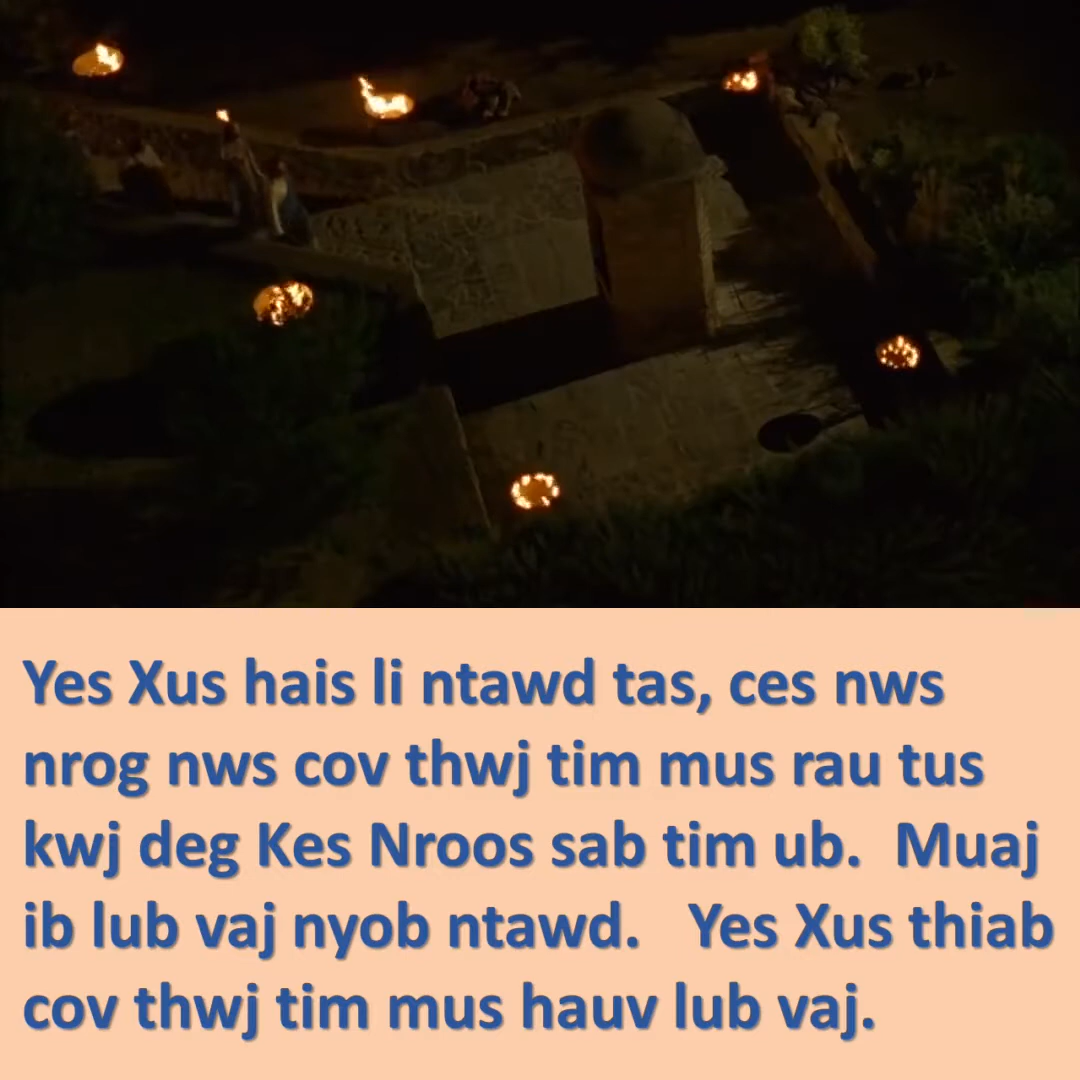 Yes Xus hais li ntawd tas, ces nws
nrog nws cov thwj tim mus rau tus
kwj deg Kes Nroos sab tim ub.  Muaj
ib lub vaj nyob ntawd.   Yes Xus thiab
cov thwj tim mus hauv lub vaj.